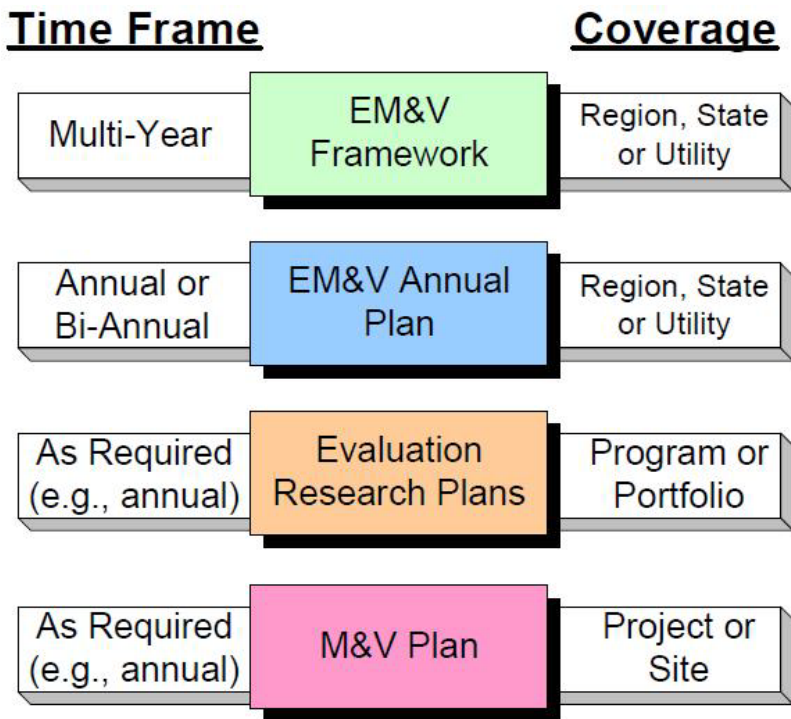 Time Frame
Coverage
Multi-Year
EM&V
Framework
Region, State
or Utility
Annual or
Bi-Annual
EM&V Annual
Plan
Region, State
or Utility
As Required
(e.g., annual)
Evaluation
Research Plans
Program or
Portfolio
As Required
(e.g., annual)
M&V Plan
Project or
Site